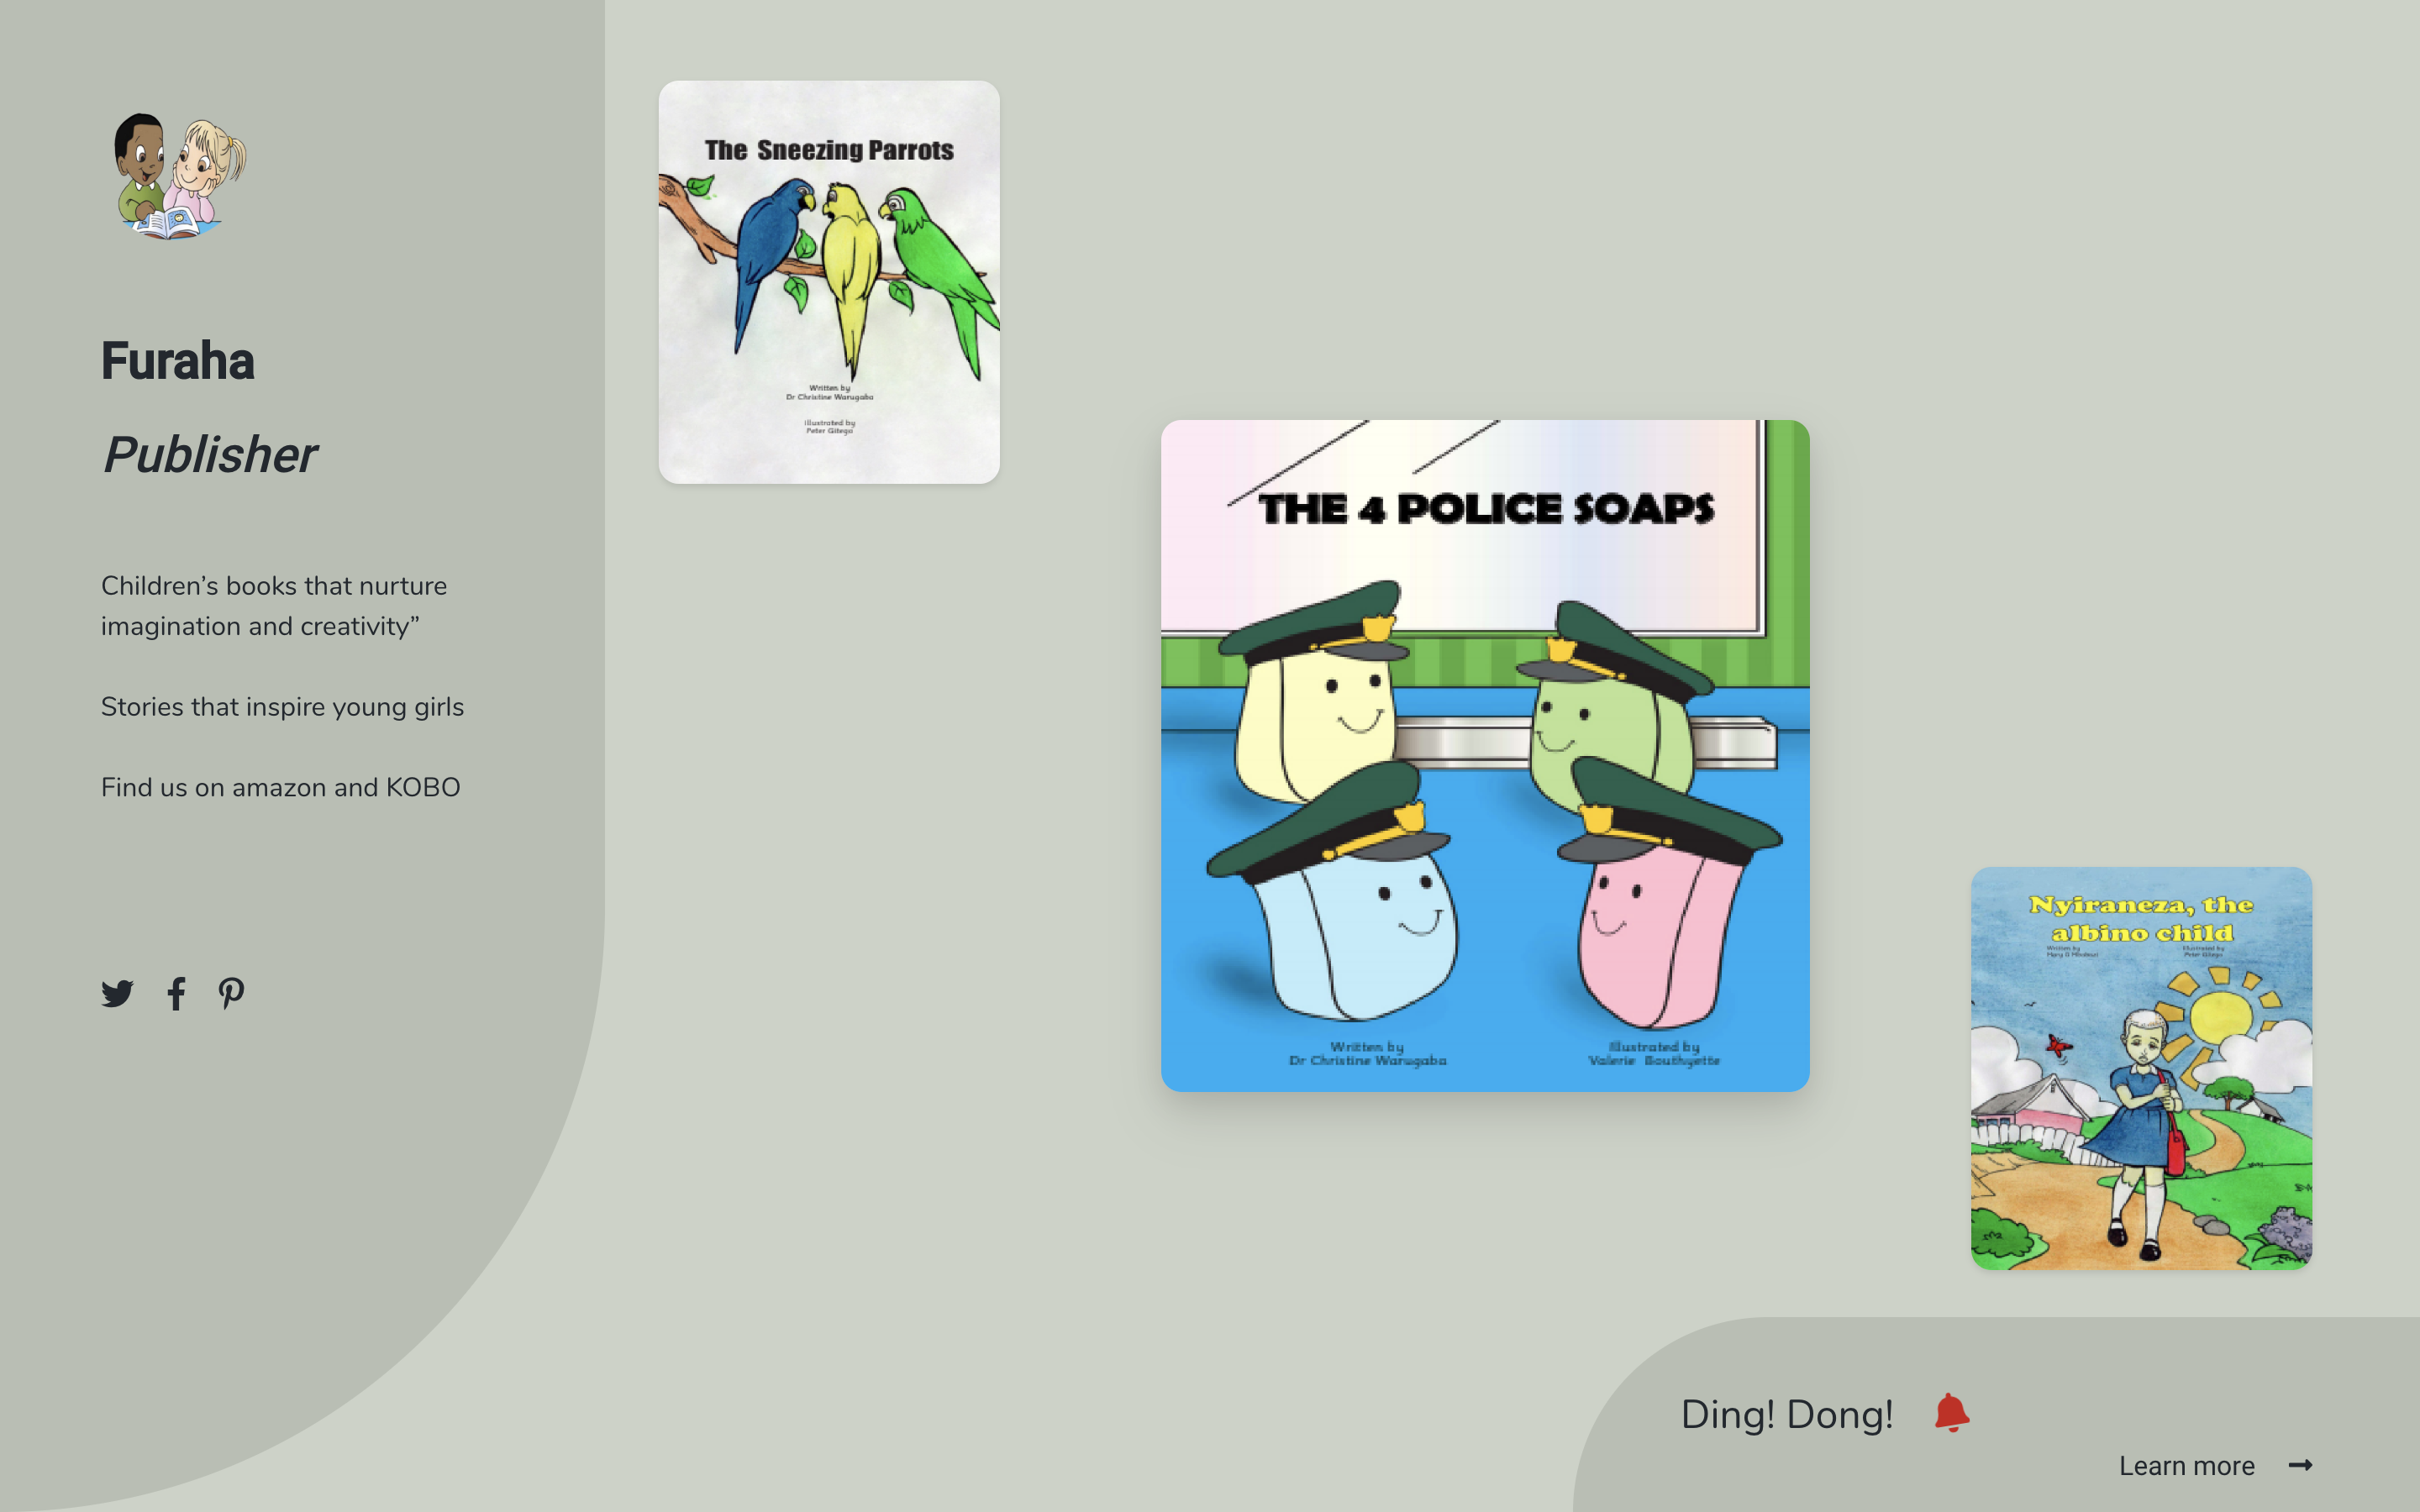 Furaha
Publisher
Children’s books that nurture
imagination and creativity”
Stories that inspire young girls
Find us on amazon and KOBO
The Sneezing Parrots
Written by
Dr Christine Warugaba
Illustrated by
Peter Gitego
THE 4 POLICE SOAPS
Written by
Dr Christine Warugaba
Illustrated by
Valerie Bouthyette
Nyiraneza, the
albino child
Written by
Illustrated by
Peter Gitego
Ding! Dong!
Learn more